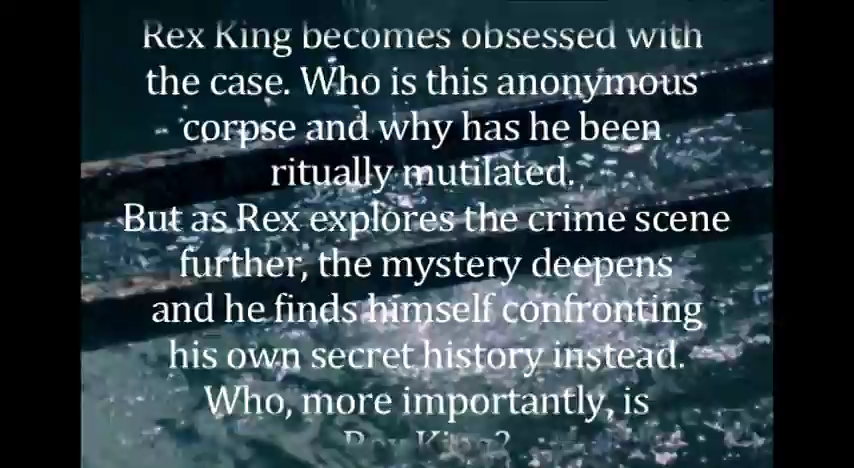 Rex King becomes obsessed with
the case. Who is this anonymous
corpse and why has he been
ritually mutilated.
But as Rex explores the crime scene
further, the mystery deepens
and he finds himself confronting
his own secret history instead.
Who, more importantly, is
Rex King?